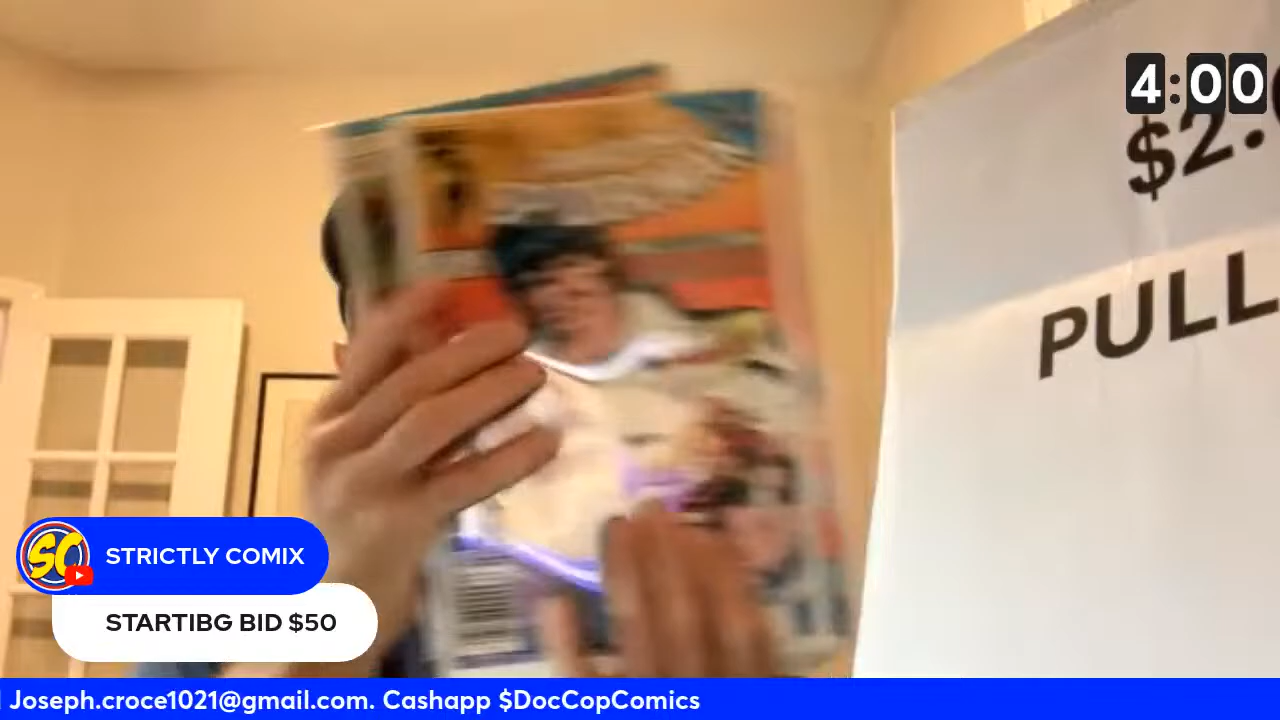 4:00
$2.
PULL
SC
STRICTLY COMIX
STARTIBG BID $50
Joseph.croce1021@gmail.com. Cashapp $DocCopComics